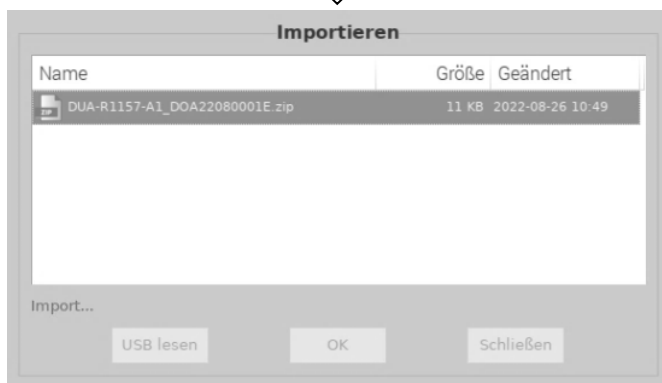 Importieren
Name Größe Geändert
ZIP DUA-R1157-A1_DOA22080001E.zip 11 KB 2022-08-26 10:49
Import...
USB lesen OK Schließen